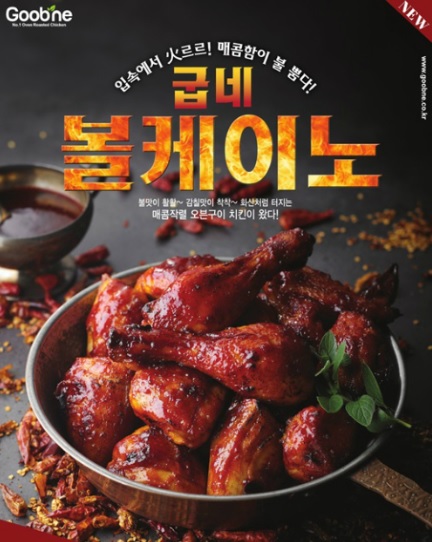 Goobne
No.1 Oven Roasted Chicken
NEW
www.goobne.co.kr
입속에서 火르르! 매콤함이 불 뿜다!
굽네
볼케이노
불맛이 활활~ 감칠맛이 착착~ 화산처럼 터지는
매콤작렬 오븐구이 치킨이 왔다!